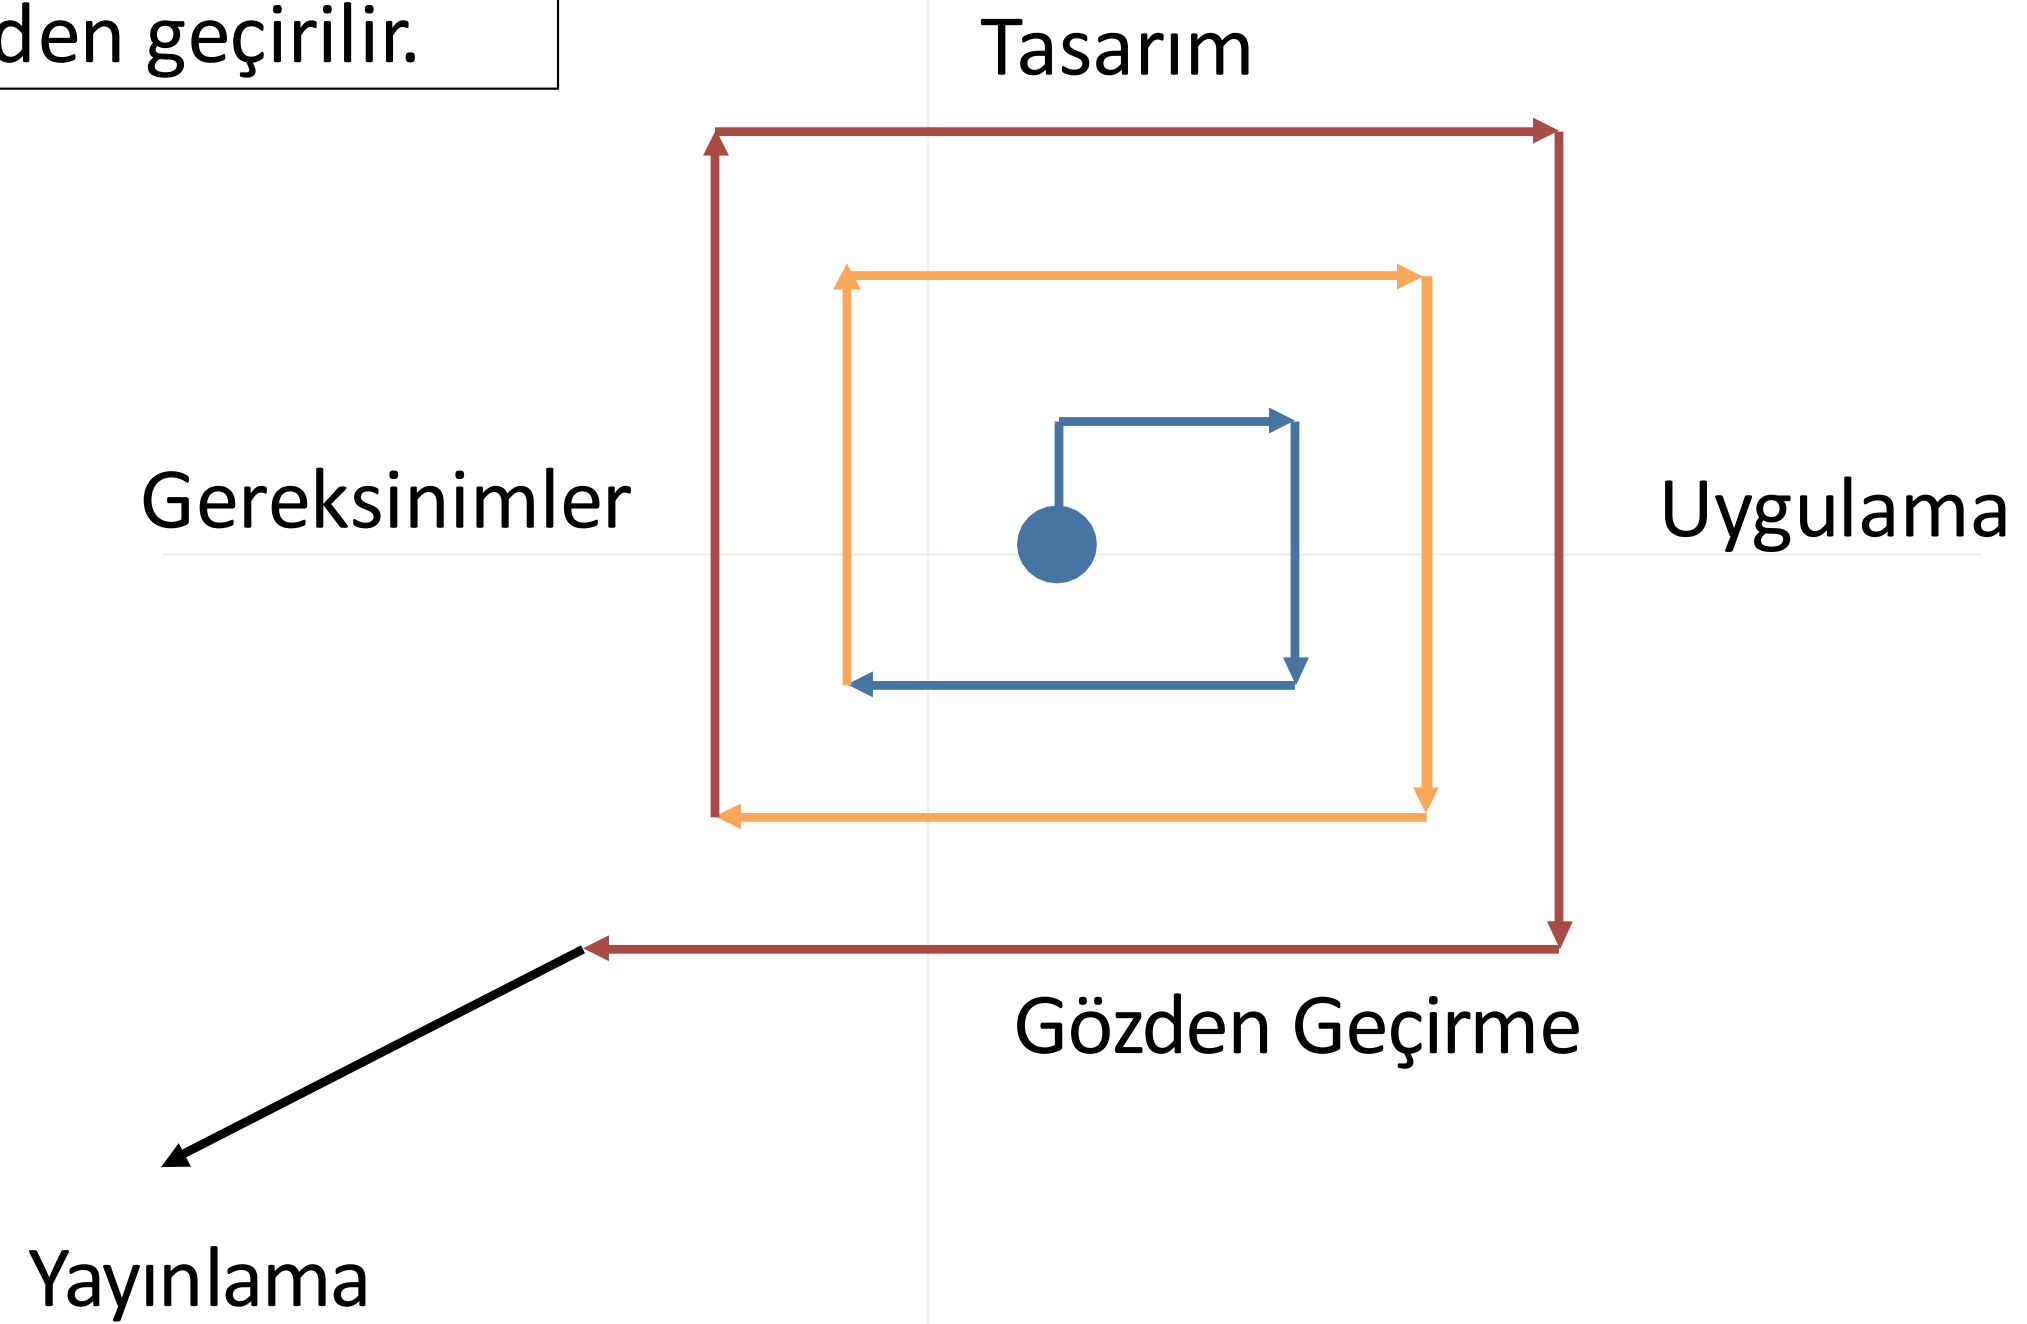 den geçirilir.
Tasarım
Gereksinimler
Uygulama
Gözden Geçirme
Yayınlama